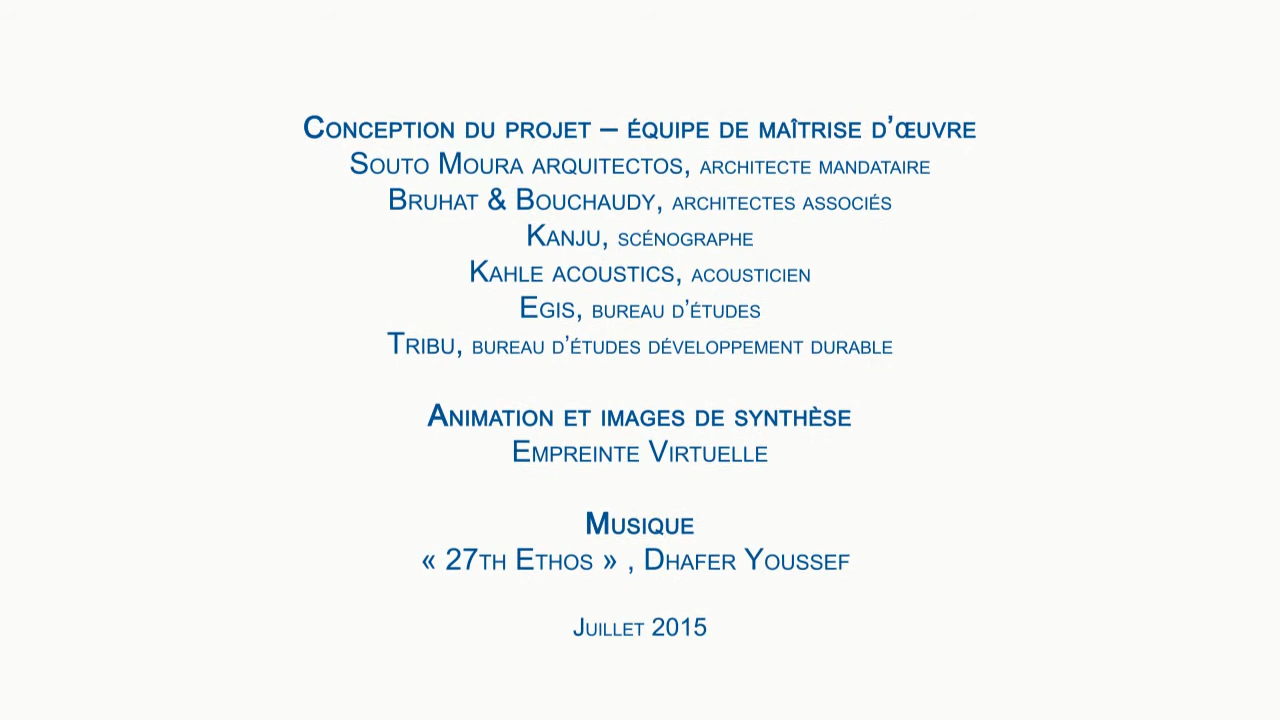 Conception du projet – équipe de maîtrise d’œuvre
Souto Moura arquitectos, architecte mandataire
Bruhat & Bouchaudy, architectes associés
Kanju, scénographe
Kahle acoustics, acousticien
Egis, bureau d’études
Tribu, bureau d’études développement durable
Animation et images de synthèse
Empreinte Virtuelle
Musique
« 27th Ethos » , Dhafer Youssef
Juillet 2015